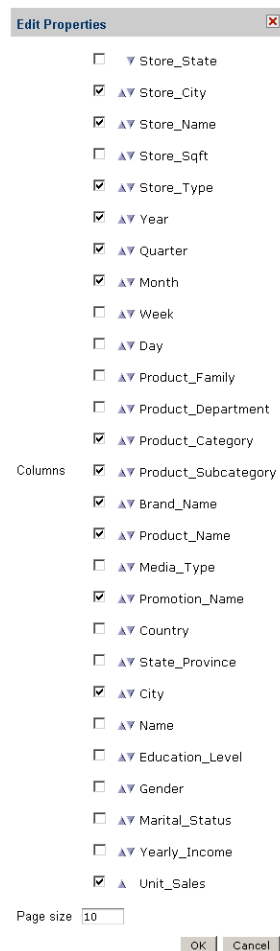 Edit Properties
Store_State
Store_City
Store_Name
Store_Sqft
Store_Type
Year
Quarter
Month
Week
Day
Product_Family
Product_Department
Product_Category
Columns Product_Subcategory
Brand_Name
Product_Name
Media_Type
Promotion_Name
Country
State_Province
City
Name
Education_Level
Gender
Marital_Status
Yearly_Income
Unit_Sales
Page size 10
OK Cancel